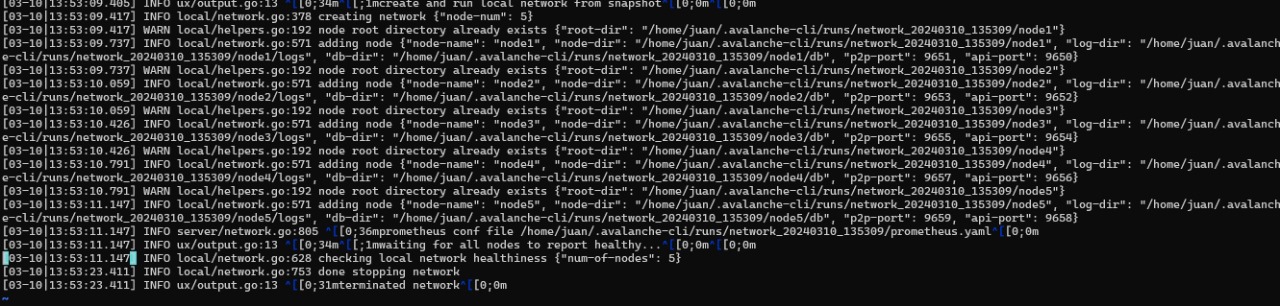 [03-10|13:53:09.405] INFO ux/output.go:13 ^[[0;34m^[[;1mcreate and run local network from snapshot^[[0;0m^[[0;0m
[03-10|13:53:09.417] INFO local/network.go:378 creating network {"node-num": 5}
[03-10|13:53:09.417] WARN local/helpers.go:192 node root directory already exists {"root-dir": "/home/juan/.avalanche-cli/runs/network_20240310_135309/node1"}
[03-10|13:53:09.737] INFO local/network.go:571 adding node {"node-name": "node1", "node-dir": "/home/juan/.avalanche-cli/runs/network_20240310_135309/node1", "log-dir": "/home/juan/.avalanch
e-cli/runs/network_20240310_135309/node1/logs", "db-dir": "/home/juan/.avalanche-cli/runs/network_20240310_135309/node1/db", "p2p-port": 9651, "api-port": 9650}
[03-10|13:53:09.737] WARN local/helpers.go:192 node root directory already exists {"root-dir": "/home/juan/.avalanche-cli/runs/network_20240310_135309/node2"}
[03-10|13:53:10.059] INFO local/network.go:571 adding node {"node-name": "node2", "node-dir": "/home/juan/.avalanche-cli/runs/network_20240310_135309/node2", "log-dir": "/home/juan/.avalanch
e-cli/runs/network_20240310_135309/node2/logs", "db-dir": "/home/juan/.avalanche-cli/runs/network_20240310_135309/node2/db", "p2p-port": 9653, "api-port": 9652}
[03-10|13:53:10.059] WARN local/helpers.go:192 node root directory already exists {"root-dir": "/home/juan/.avalanche-cli/runs/network_20240310_135309/node3"}
[03-10|13:53:10.426] INFO local/network.go:571 adding node {"node-name": "node3", "node-dir": "/home/juan/.avalanche-cli/runs/network_20240310_135309/node3", "log-dir": "/home/juan/.avalanch
e-cli/runs/network_20240310_135309/node3/logs", "db-dir": "/home/juan/.avalanche-cli/runs/network_20240310_135309/node3/db", "p2p-port": 9655, "api-port": 9654}
[03-10|13:53:10.426] WARN local/helpers.go:192 node root directory already exists {"root-dir": "/home/juan/.avalanche-cli/runs/network_20240310_135309/node4"}
[03-10|13:53:10.791] INFO local/network.go:571 adding node {"node-name": "node4", "node-dir": "/home/juan/.avalanche-cli/runs/network_20240310_135309/node4", "log-dir": "/home/juan/.avalanch
e-cli/runs/network_20240310_135309/node4/logs", "db-dir": "/home/juan/.avalanche-cli/runs/network_20240310_135309/node4/db", "p2p-port": 9657, "api-port": 9656}
[03-10|13:53:10.791] WARN local/helpers.go:192 node root directory already exists {"root-dir": "/home/juan/.avalanche-cli/runs/network_20240310_135309/node5"}
[03-10|13:53:11.147] INFO local/network.go:571 adding node {"node-name": "node5", "node-dir": "/home/juan/.avalanche-cli/runs/network_20240310_135309/node5", "log-dir": "/home/juan/.avalanch
e-cli/runs/network_20240310_135309/node5/logs", "db-dir": "/home/juan/.avalanche-cli/runs/network_20240310_135309/node5/db", "p2p-port": 9659, "api-port": 9658}
[03-10|13:53:11.147] INFO server/network.go:805 ^[[0;36mprometheus conf file /home/juan/.avalanche-cli/runs/network_20240310_135309/prometheus.yaml^[[0;0m
[03-10|13:53:11.147] INFO ux/output.go:13 ^[[0;34m^[[;1mwaiting for all nodes to report healthy...^[[0;0m^[[0;0m
[03-10|13:53:11.147] INFO local/network.go:628 checking local network healthiness {"num-of-nodes": 5}
[03-10|13:53:23.411] INFO local/network.go:753 done stopping network
[03-10|13:53:23.411] INFO ux/output.go:13 ^[[0;31mterminated network^[[0;0m
~